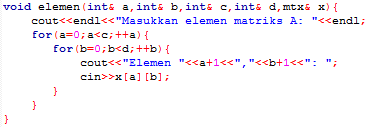 void elemen(int& a,int& b,int& c,int& d,mtx& x){
cout<<endl<<"Masukkan elemen matriks A: "<<endl;
for(a=0;a<c;++a){
for(b=0;b<d;++b){
cout<<"Elemen "<<a+1<<","<<b+1<<": ";
cin>>x[a][b];
}
}
}